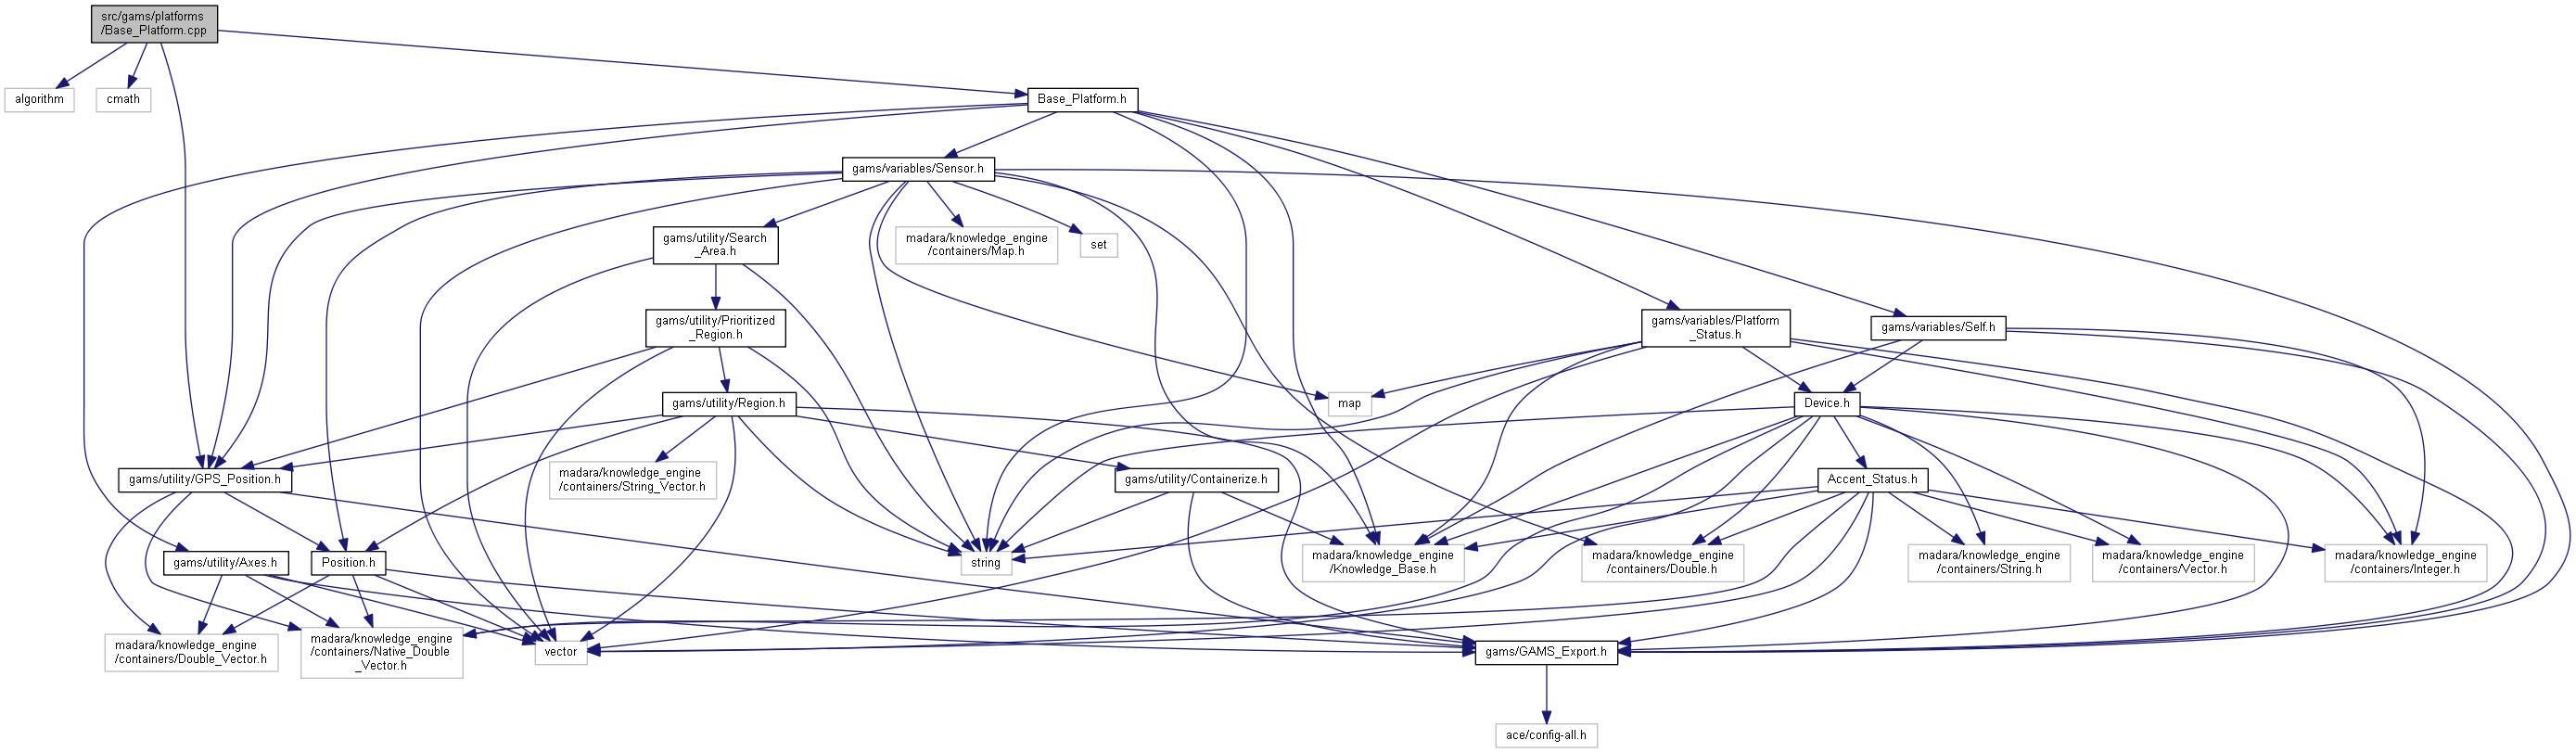 src/gams/platforms
/Base_Platform.cpp
algorithm
cmath
Base_Platform.h
gams/variables/Sensor.h
gams/utility/Search
_Area.h
madara/knowledge_engine
/containers/Map.h
set
gams/utility/Prioritized
_Region.h
gams/variables/Platform
_Status.h
gams/variables/Self.h
gams/utility/Region.h
map
Device.h
gams/utility/GPS_Position.h
madara/knowledge_engine
/containers/String_Vector.h
gams/utility/Containerize.h
Accent_Status.h
gams/utility/Axes.h
Position.h
string
madara/knowledge_engine
/Knowledge_Base.h
madara/knowledge_engine
/containers/Double.h
madara/knowledge_engine
/containers/String.h
madara/knowledge_engine
/containers/Vector.h
madara/knowledge_engine
/containers/Integer.h
madara/knowledge_engine
/containers/Double_Vector.h
madara/knowledge_engine
/containers/Native_Double
_Vector.h
vector
gams/GAMS_Export.h
ace/config-all.h